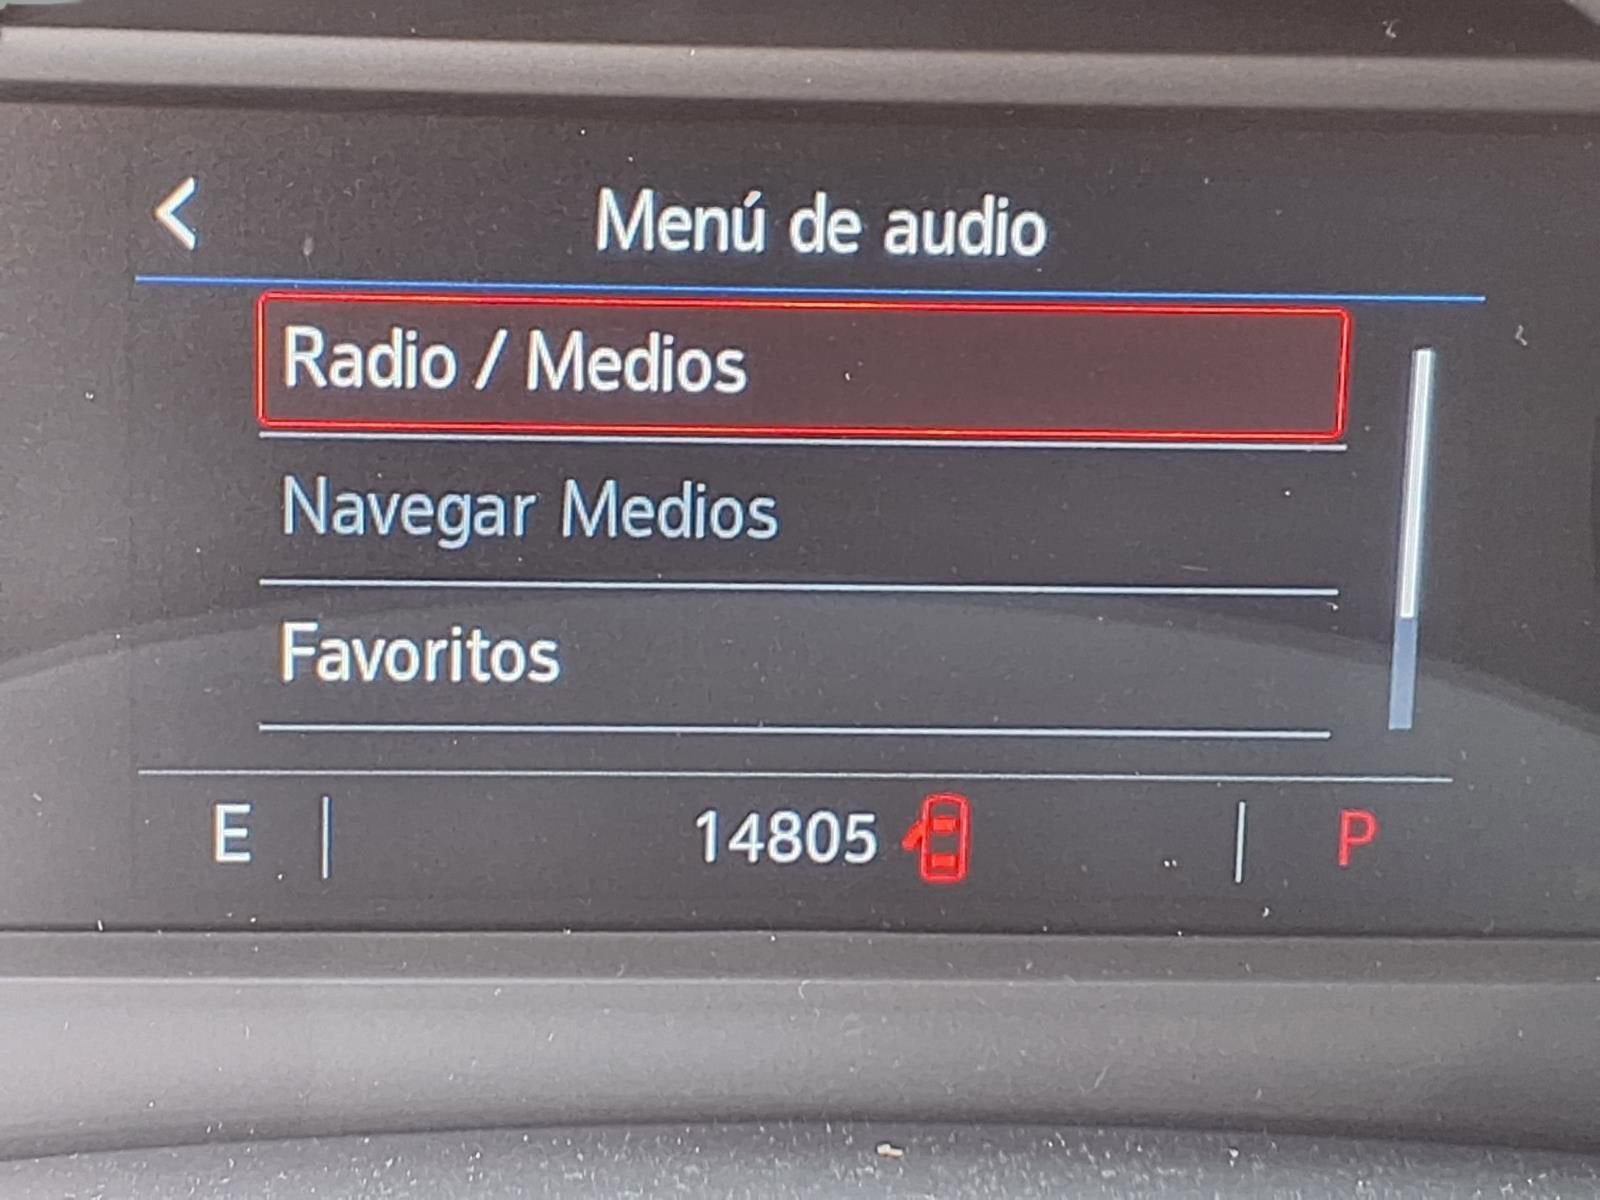 Menú de audio
Radio / Medios
Navegar Medios
Favoritos
E 14805 P